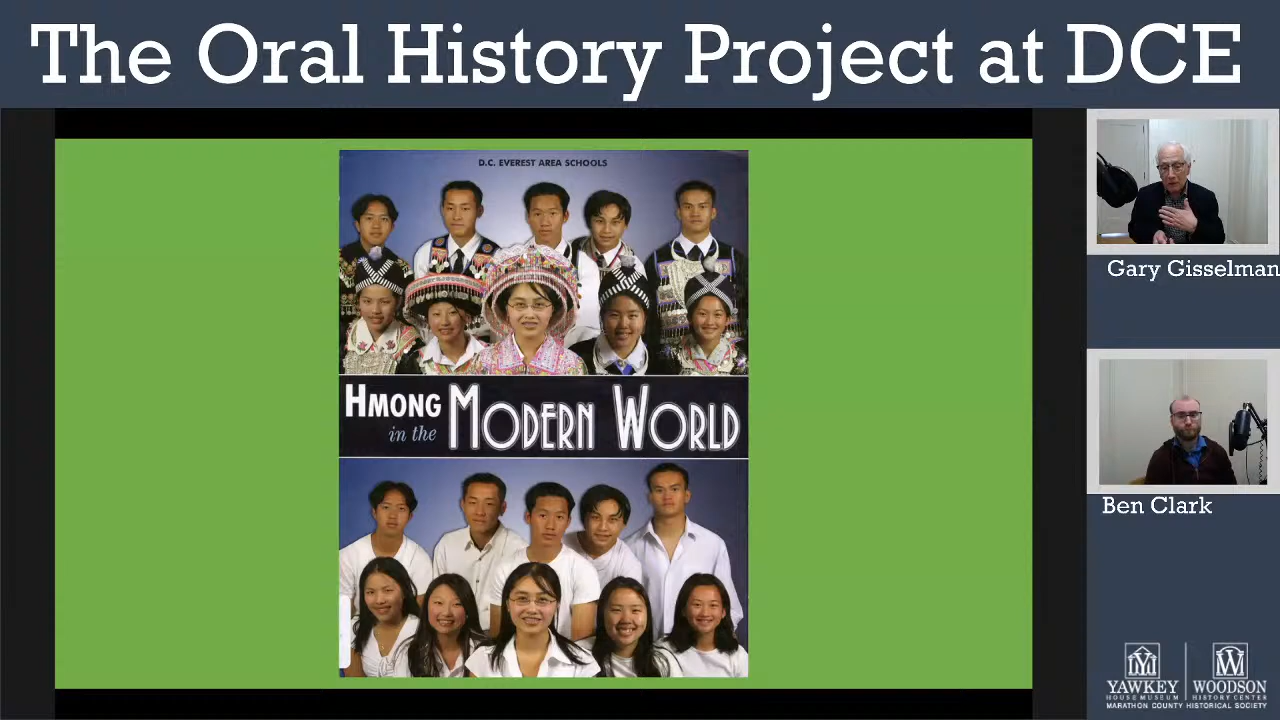 The Oral History Project at DCE
D.C. EVEREST AREA SCHOOLS
HMONG
in the
MODERN WORLD
Gary Gisselman
Ben Clark
YAWKEY
HOUSE MUSEUM
WOODSON
HISTORY CENTER
MARATHON COUNTY HISTORICAL SOCIETY